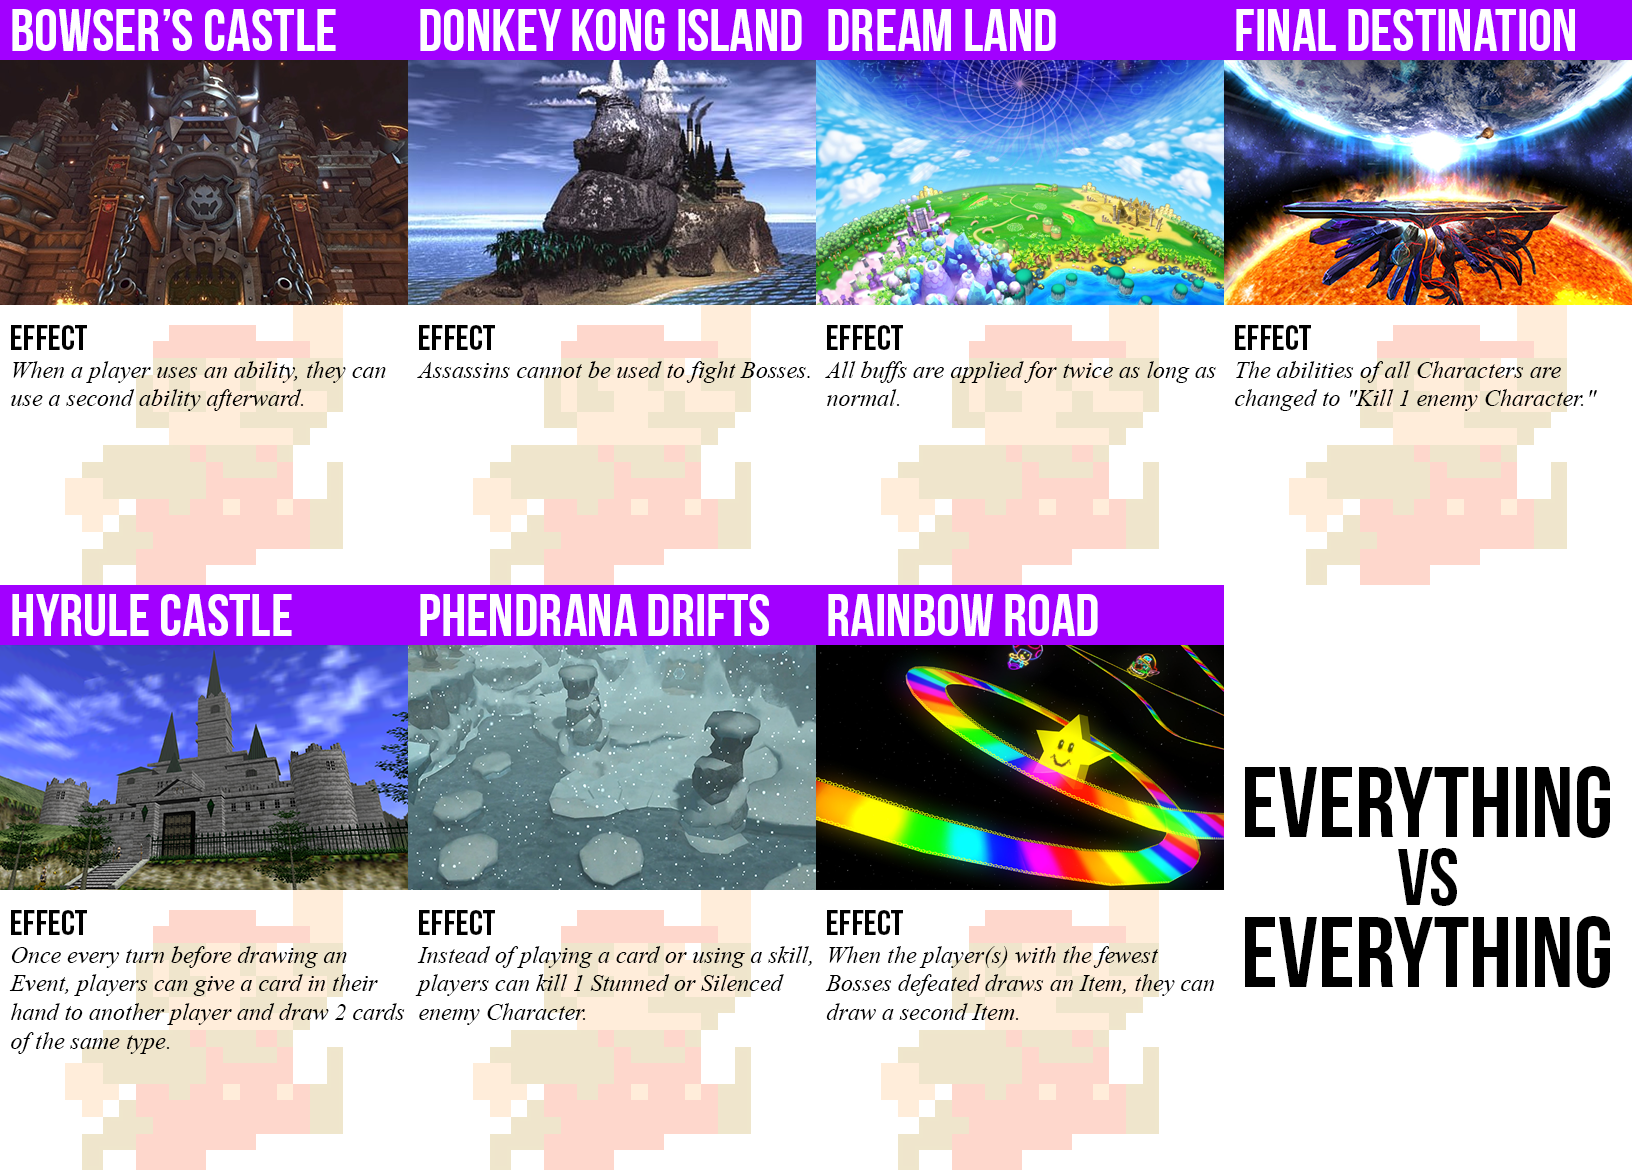 BOWSER'S CASTLE
EFFECT
When a player uses an ability, they can
use a second ability afterward.
DONKEY KONG ISLAND
EFFECT
Assassins cannot be used to fight Bosses.
DREAM LAND
EFFECT
All buffs are applied for twice as long as
normal.
FINAL DESTINATION
EFFECT
The abilities of all Characters are
changed to "Kill 1 enemy Character."
HYRULE CASTLE
EFFECT
Once every turn before drawing an
Event, players can give a card in their
hand to another player and draw 2 cards
of the same type.
PHENDRANA DRIFTS
EFFECT
Instead of playing a card or using a skill,
players can kill 1 Stunned or Silenced
enemy Character.
RAINBOW ROAD
EFFECT
When the player(s) with the fewest
Bosses defeated draws an Item, they can
draw a second Item.
EVERYTHING
VS
EVERYTHING